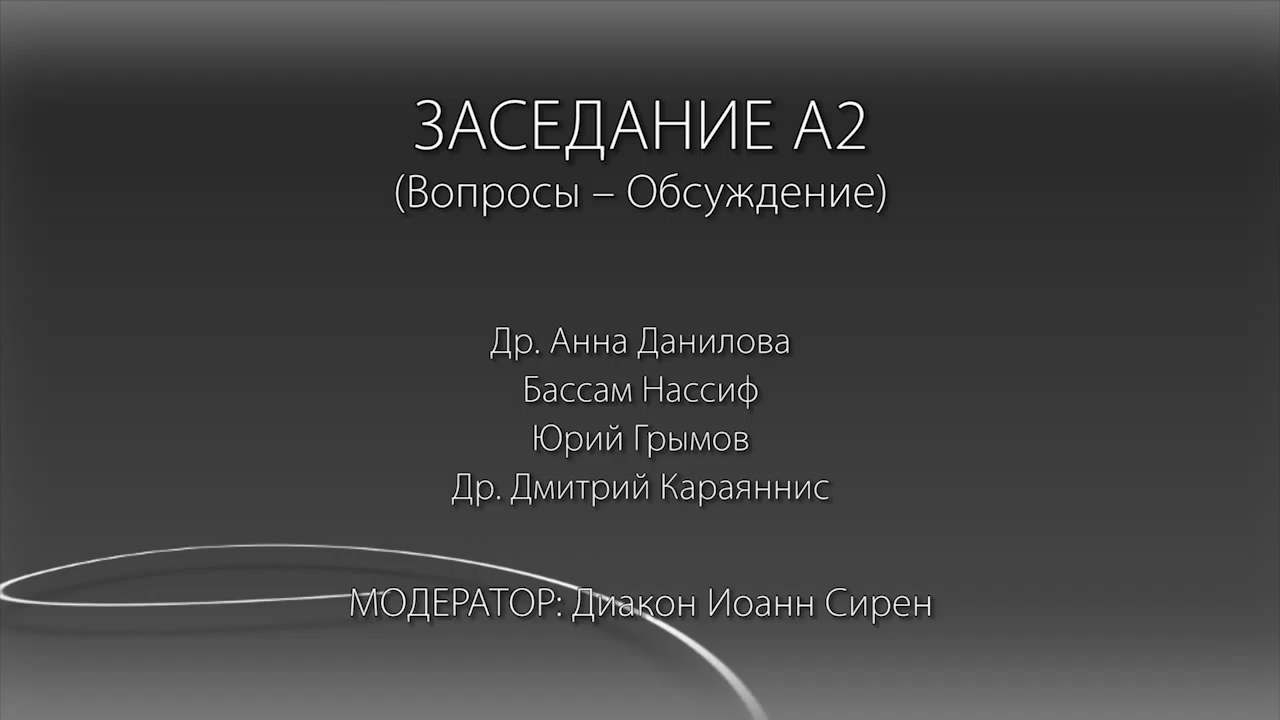 ЗАСЕДАНИЕ А2
(Вопросы – Обсуждение)
Др. Анна Данилова
Бассам Нассиф
Юрий Грымов
Др. Дмитрий Караяннис
МОДЕРАТОР: Диакон Иоанн Сирен